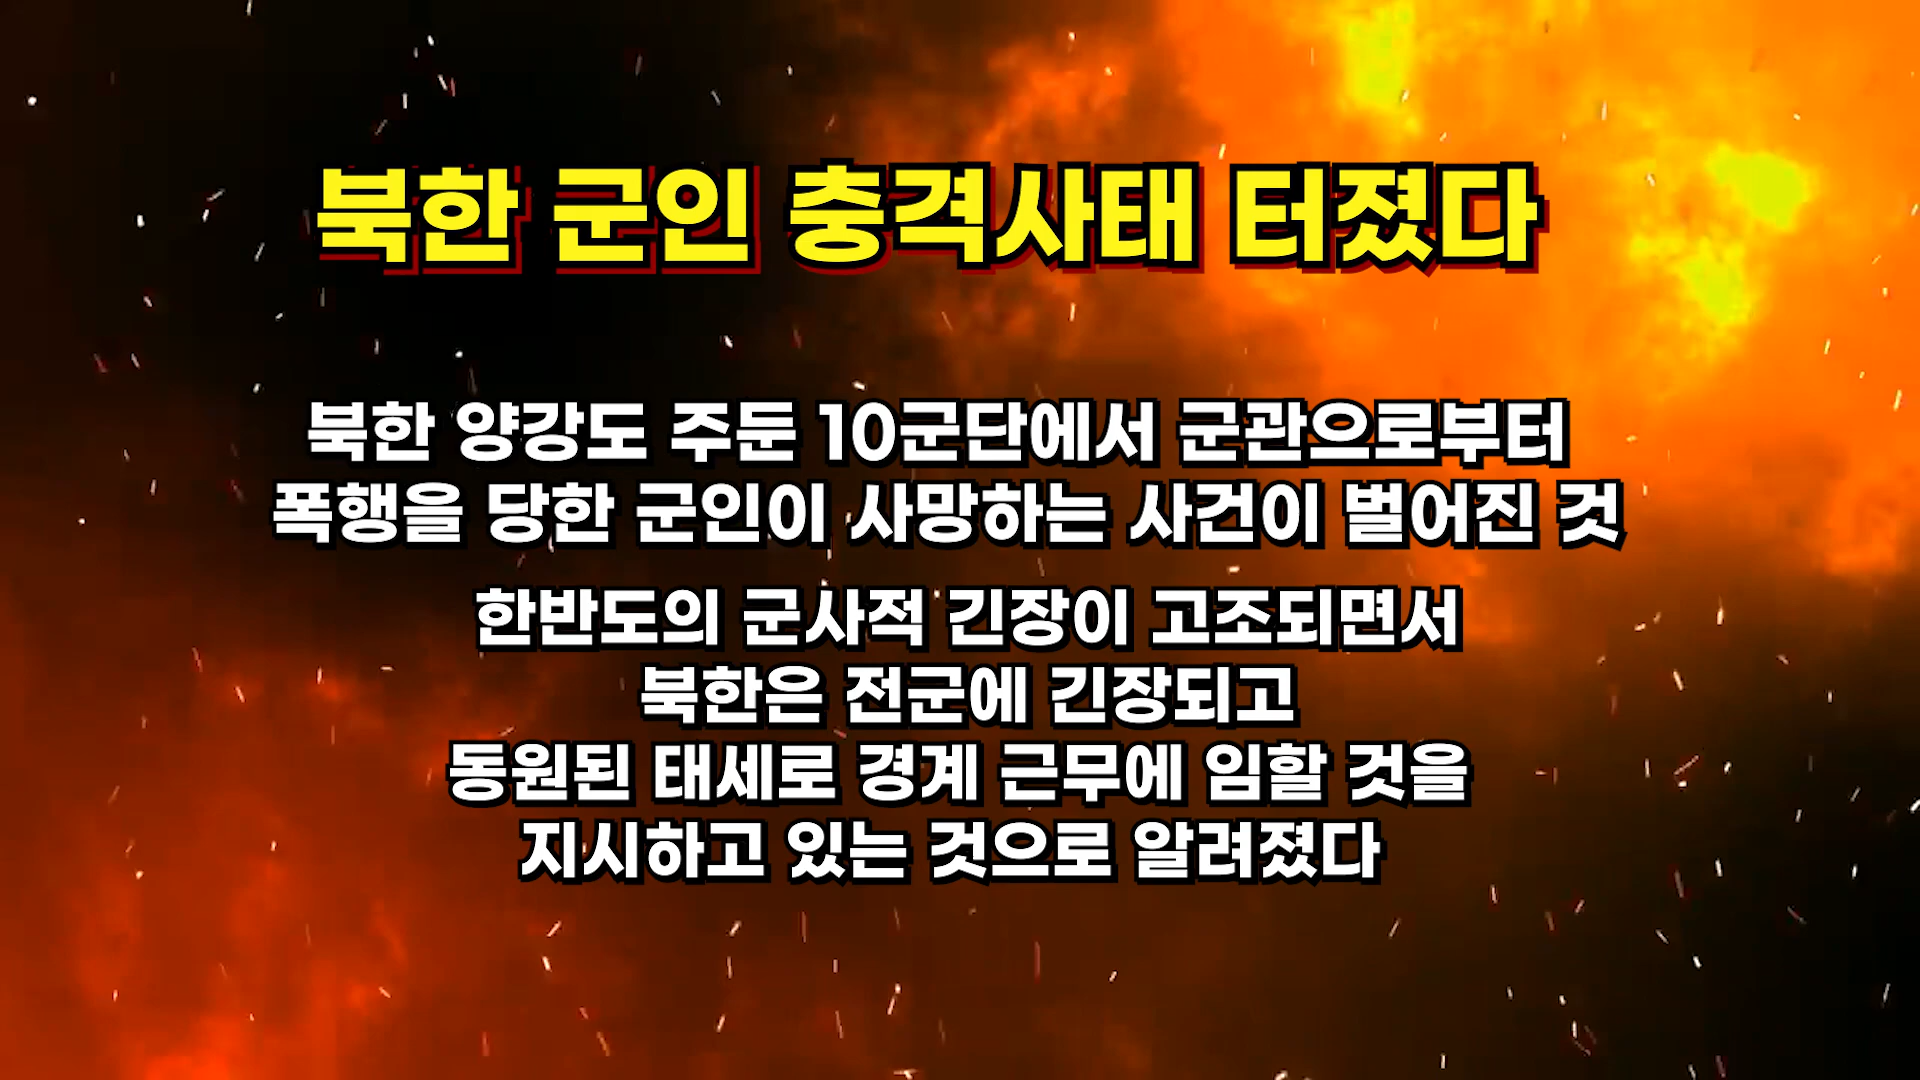 북한 군인 충격사태 터졌다
북한 양강도 주둔 10군단에서 군관으로부터
폭행을 당한 군인이 사망하는 사건이 벌어진 것
한반도의 군사적 긴장이 고조되면서
북한은 전군에 긴장되고
동원된 태세로 경계 근무에 임할 것을
지시하고 있는 것으로 알려졌다